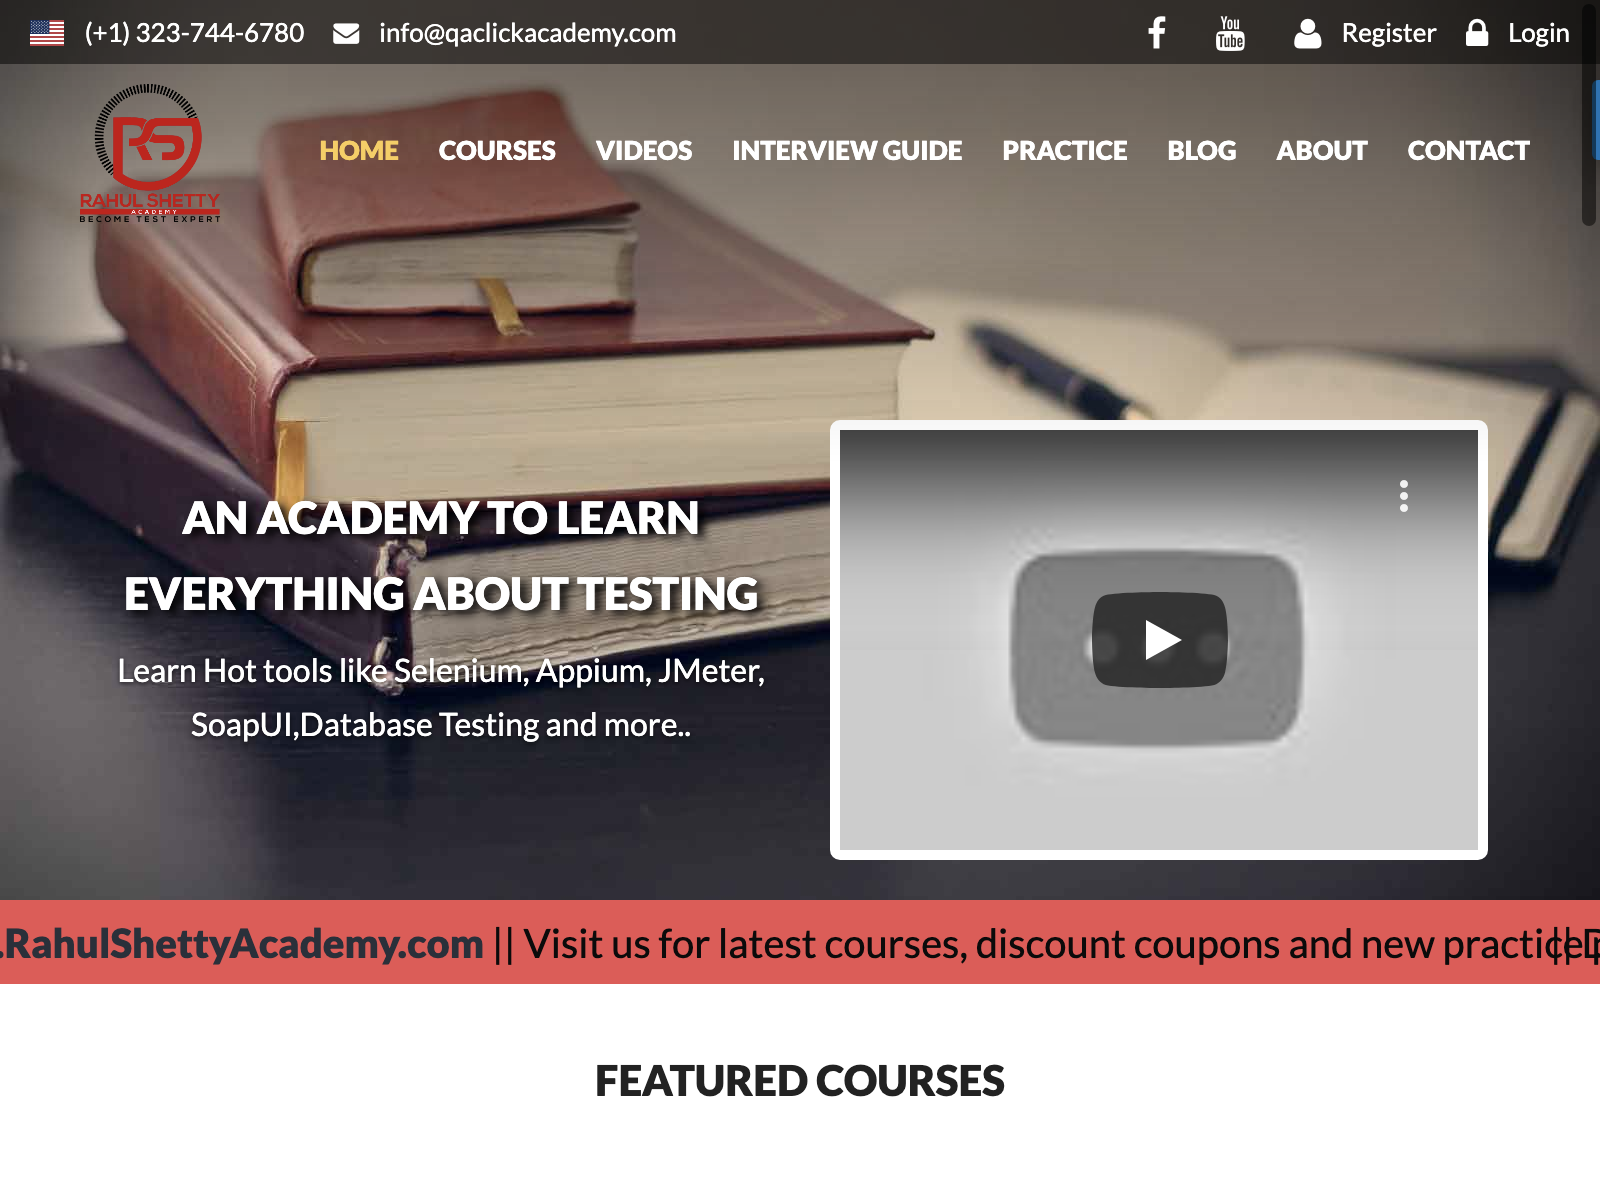 (+1) 323-744-6780 info@qaclickacademy.com You Tube Register Login
RS
RAHUL SHETTY
ACADEMY
BECOME TEST EXPERT
HOME COURSES VIDEOS INTERVIEW GUIDE PRACTICE BLOG ABOUT CONTACT
AN ACADEMY TO LEARN
EVERYTHING ABOUT TESTING
Learn Hot tools like Selenium, Appium, JMeter,
SoapUI,Database Testing and more..
.RahulShettyAcademy.com || Visit us for latest courses, discount coupons and new practice
FEATURED COURSES